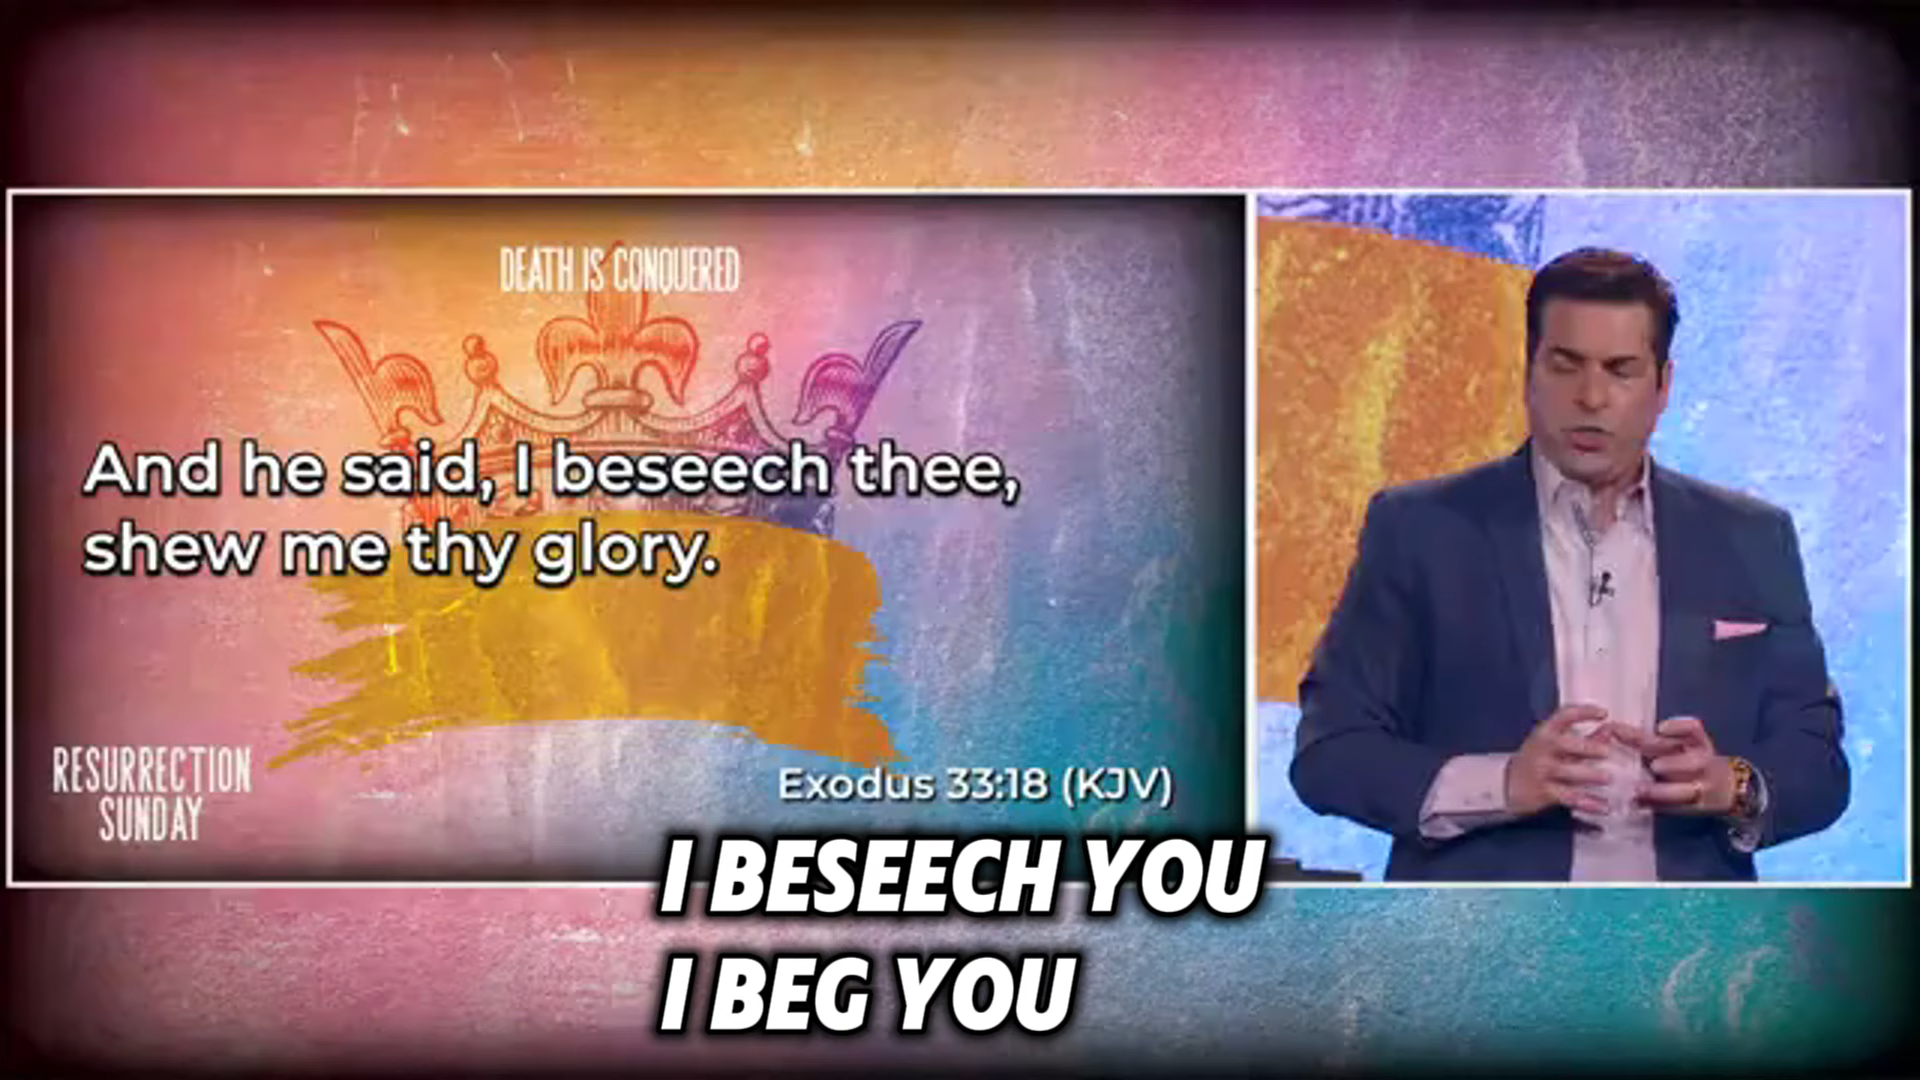 DEATH IS CONQUERED
And he said, I beseech thee,
shew me thy glory.
RESURRECTION
SUNDAY
Exodus 33:18 (KJV)
I BESEECH YOU
I BEG YOU